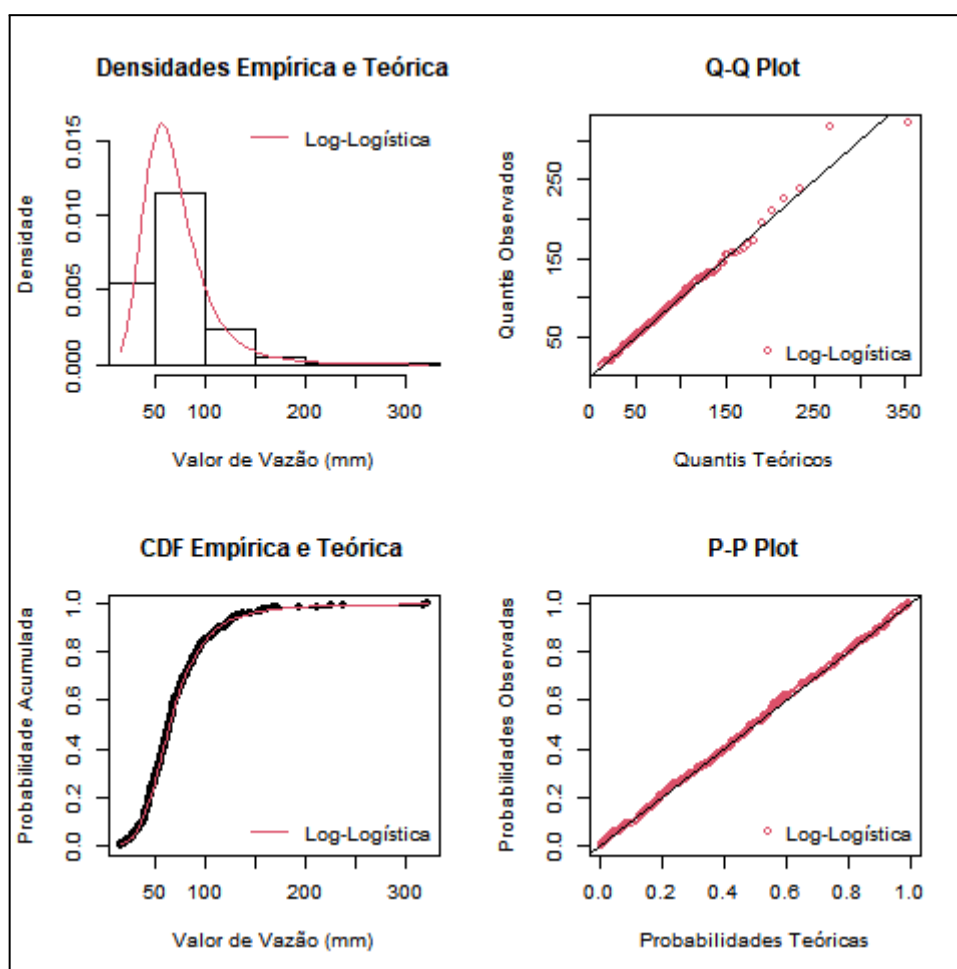 Densidades Empírica e Teórica
Log-Logística
Densidade
0.000 0.005 0.010 0.015
50 100 200 300
Valor de Vazão (mm)
Q-Q Plot
Quantis Observados
50 150 250
Log-Logística
0 50 150 250 350
Quantis Teóricos
CDF Empírica e Teórica
Probabilidade Acumulada
0.0 0.2 0.4 0.6 0.8 1.0
Log-Logística
50 100 200 300
Valor de Vazão (mm)
P-P Plot
Probabilidades Observadas
0.0 0.2 0.4 0.6 0.8 1.0
Log-Logística
0.0 0.2 0.4 0.6 0.8 1.0
Probabilidades Teóricas